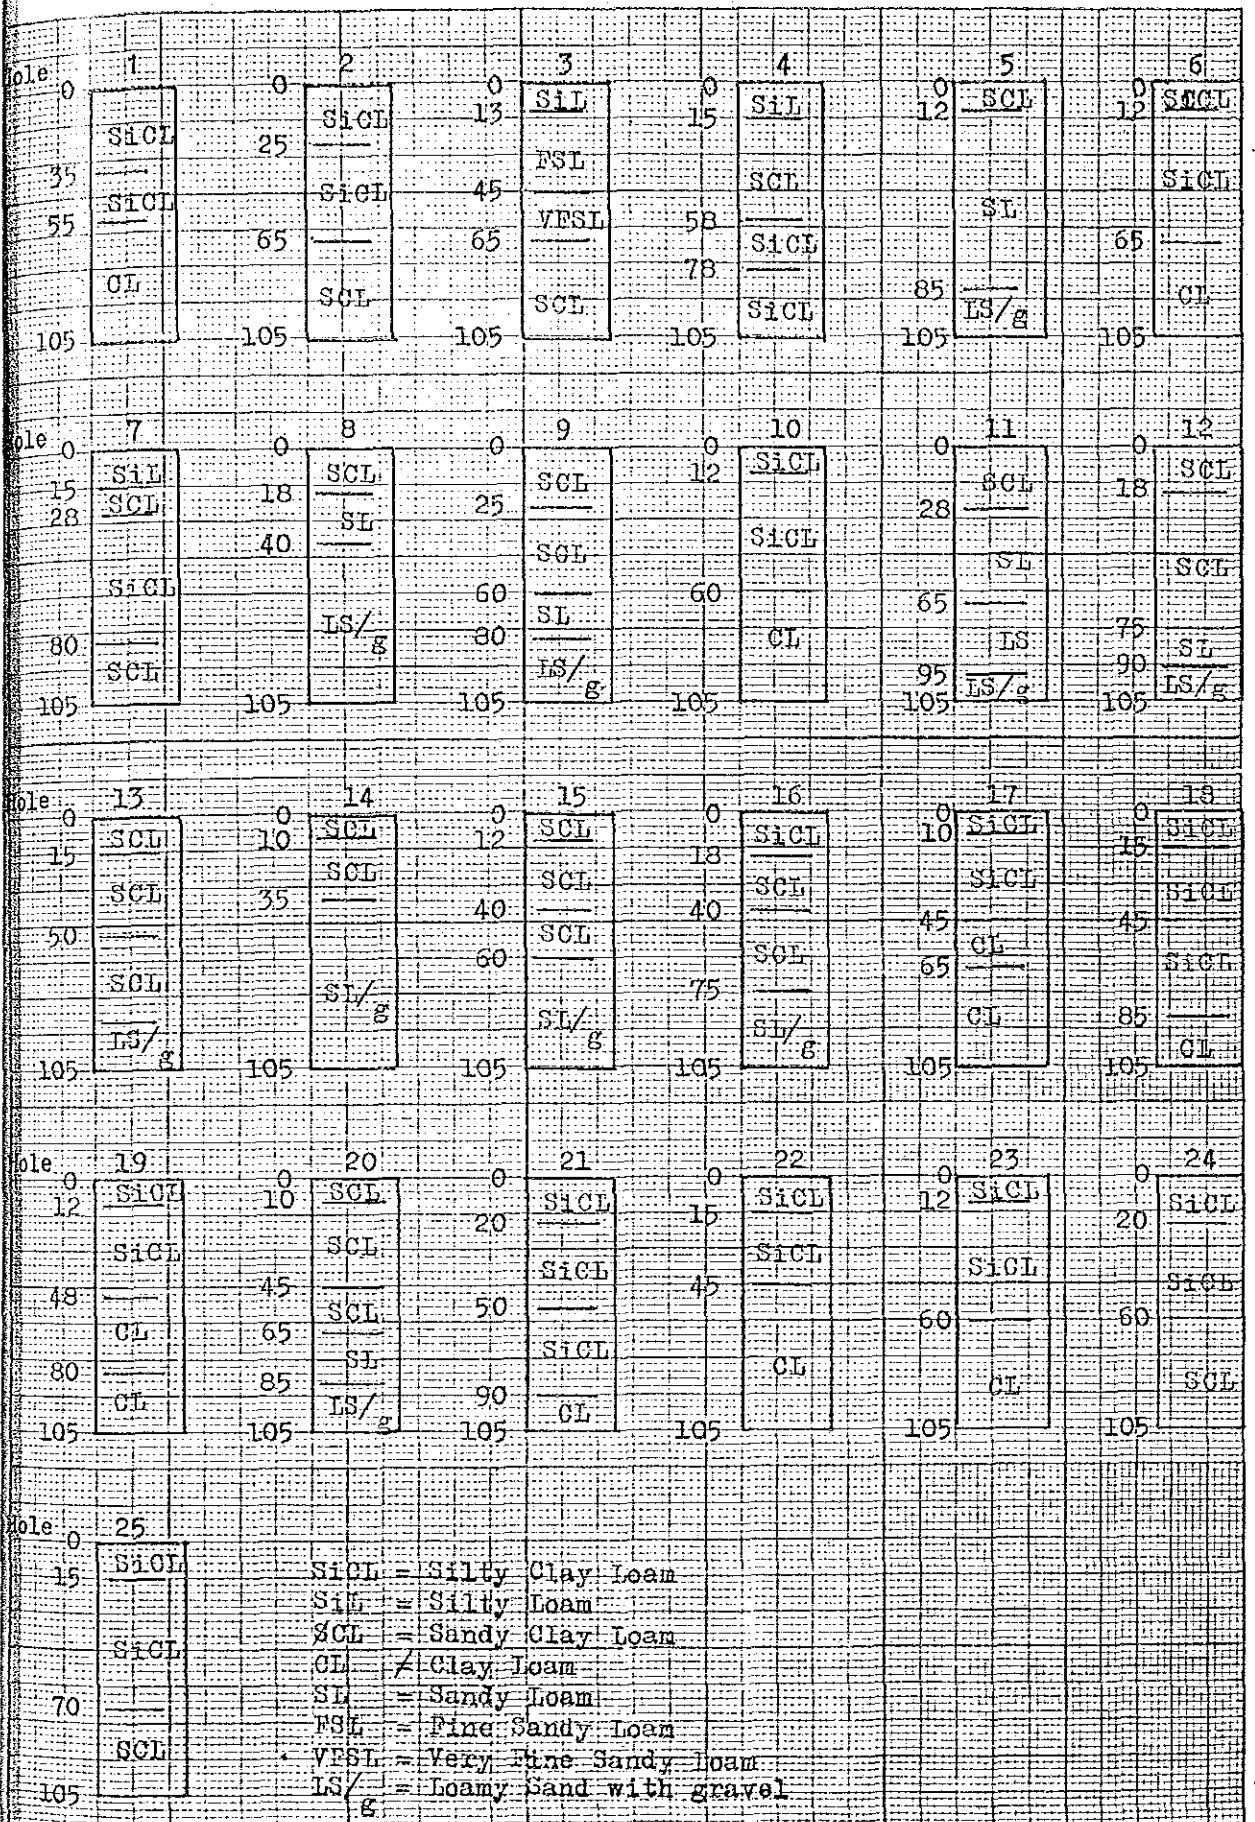 Hole 1 2 3 4 5 6
0 SiCL 35 SiCL 55 CL 105
0 SiCL 25 SiCL 65 SCL 105
0 SiL 13 FSL 45 VFSL 65 SCL 105
0 SiL 15 SCL 58 SiCL 78 SiCL 105
0 SCL 12 SL 85 LS/g 105
0 12 SiCL 65 CL 105
Hole 7 8 9 10 11 12
0 SiL 15 SCL 28 SiCL 80 SCL 105
0 SCL 18 SL 40 LS/g 105
0 SCL 25 SCL 60 SL 80 LS/g 105
0 SiCL 12 SiCL 60 CL 105
0 SCL 28 SL 65 LS 95 LS/g 105
0 SCL 18 SCL 75 SL 90 LS/g 105
Hole 13 14 15 16 17 18
0 SCL 15 SCL 50 SCL LS/g 105
0 SCL 10 SCL 35 SL/g 105
0 SCL 12 SCL 40 SCL 60 SL/g 105
0 SiCL 18 SCL 40 SCL 75 SL/g 105
0 SiCL 10 SiCL 45 CL 65 CL 105
0 SiCL 15 SiCL 45 SiCL 85 CL 105
Hole 19 20 21 22 23 24
0 SiCL 12 SiCL 48 CL 80 CL 105
0 SCL 10 SCL 45 SCL 65 SL 85 LS/g 105
0 SiCL 20 SiCL 50 SiCL 90 CL 105
0 SiCL 15 SiCL 45 CL 105
0 SiCL 12 SiCL 60 CL 105
0 SiCL 20 SiCL 60 SCL 105
Hole 25
0 SiCL 15 SiCL 70 SCL 105
SiCL = Silty Clay Loam
SiL = Silty Loam
SCL = Sandy Clay Loam
CL ≠ Clay Loam
SL = Sandy Loam
FSL = Fine Sandy Loam
VFSL = Very Fine Sandy Loam
LS/g = Loamy Sand with gravel